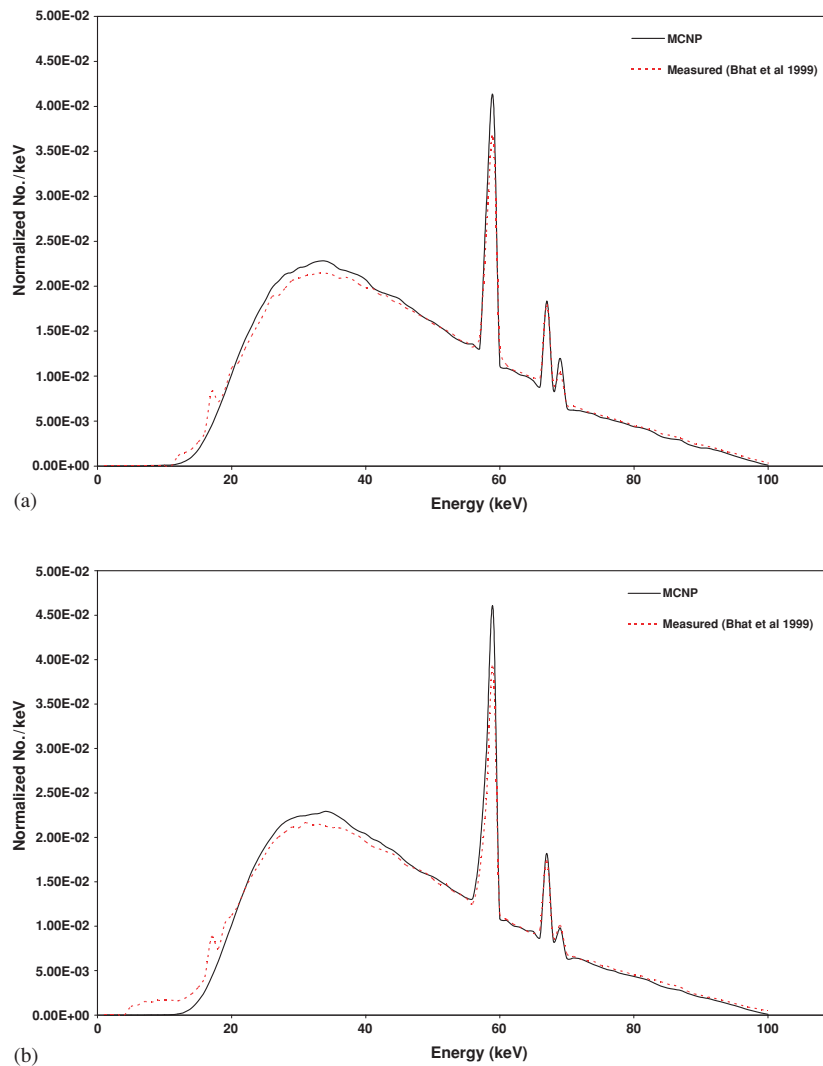 5.00E-02
4.50E-02
4.00E-02
3.50E-02
3.00E-02
2.50E-02
2.00E-02
1.50E-02
1.00E-02
5.00E-03
0.00E+00
Normalized No./keV
MCNP
Measured (Bhat et al 1999)
0 20 40 60 80 100
Energy (keV)
(a)
5.00E-02
4.50E-02
4.00E-02
3.50E-02
3.00E-02
2.50E-02
2.00E-02
1.50E-02
1.00E-02
5.00E-03
0.00E+00
Normalized No./keV
MCNP
Measured (Bhat et al 1999)
0 20 40 60 80 100
Energy (keV)
(b)